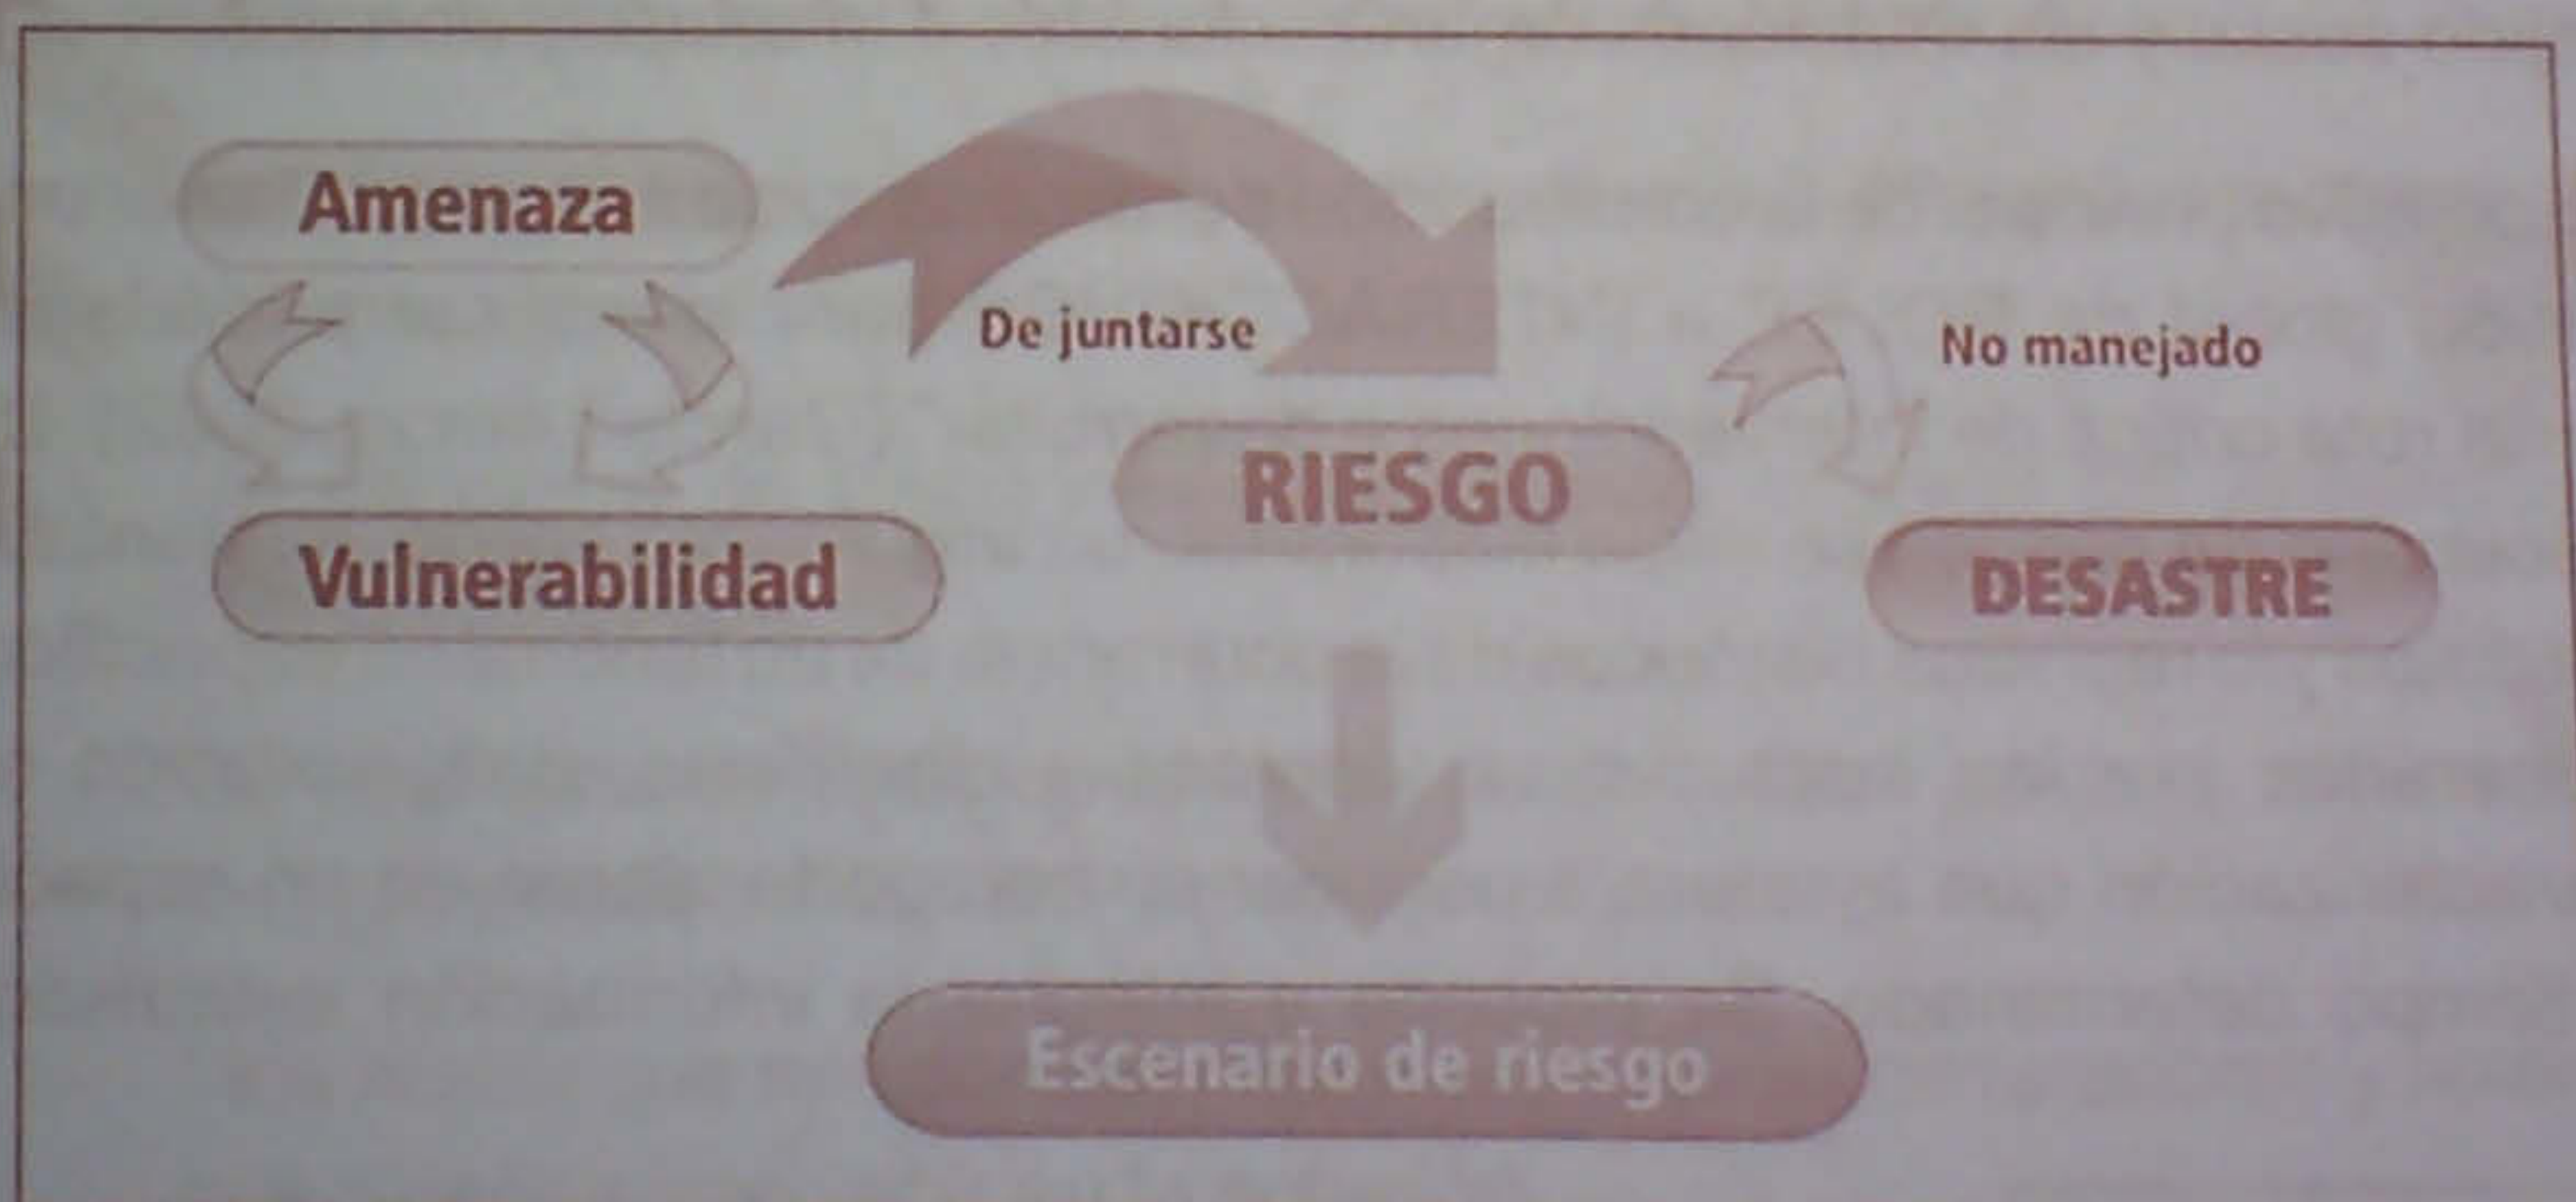 Amenaza
De juntarse
No manejado
RIESGO
Vulnerabilidad
DESASTRE
Escenario de riesgo